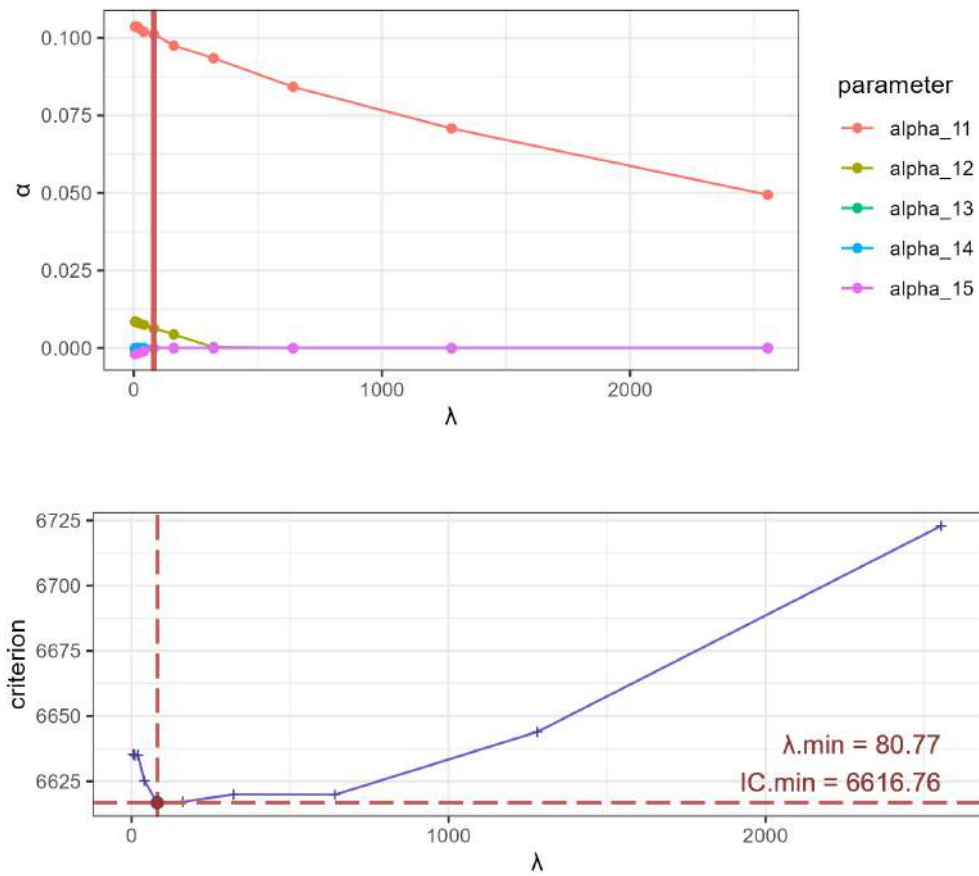 0.100
0.075
0.050
0.025
0.000
α
0
1000
2000
λ
parameter
alpha_11
alpha_12
alpha_13
alpha_14
alpha_15
6725
6700
6675
6650
6625
criterion
λ.min = 80.77
IC.min = 6616.76
0
1000
2000
λ